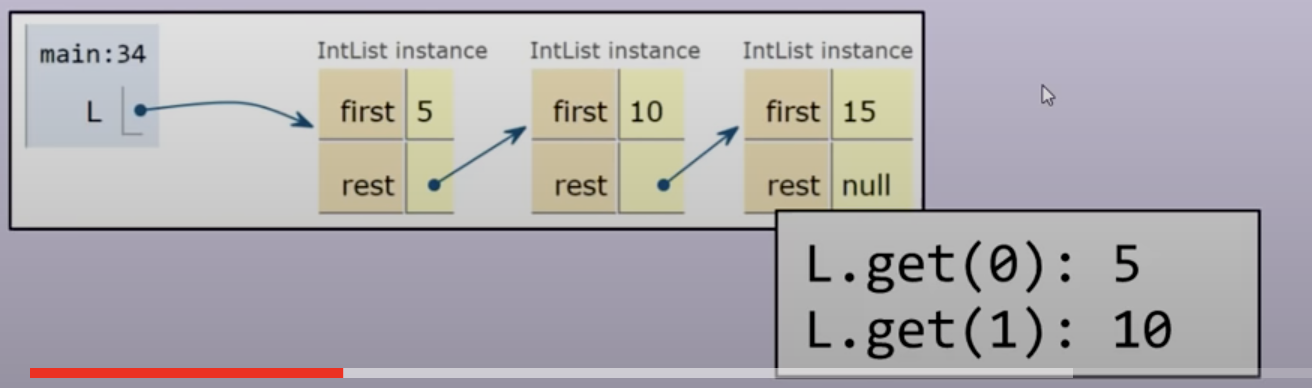 main:34
L
IntList instance IntList instance IntList instance
first 5 first 10 first 15
rest rest rest null
L.get(0): 5
L.get(1): 10